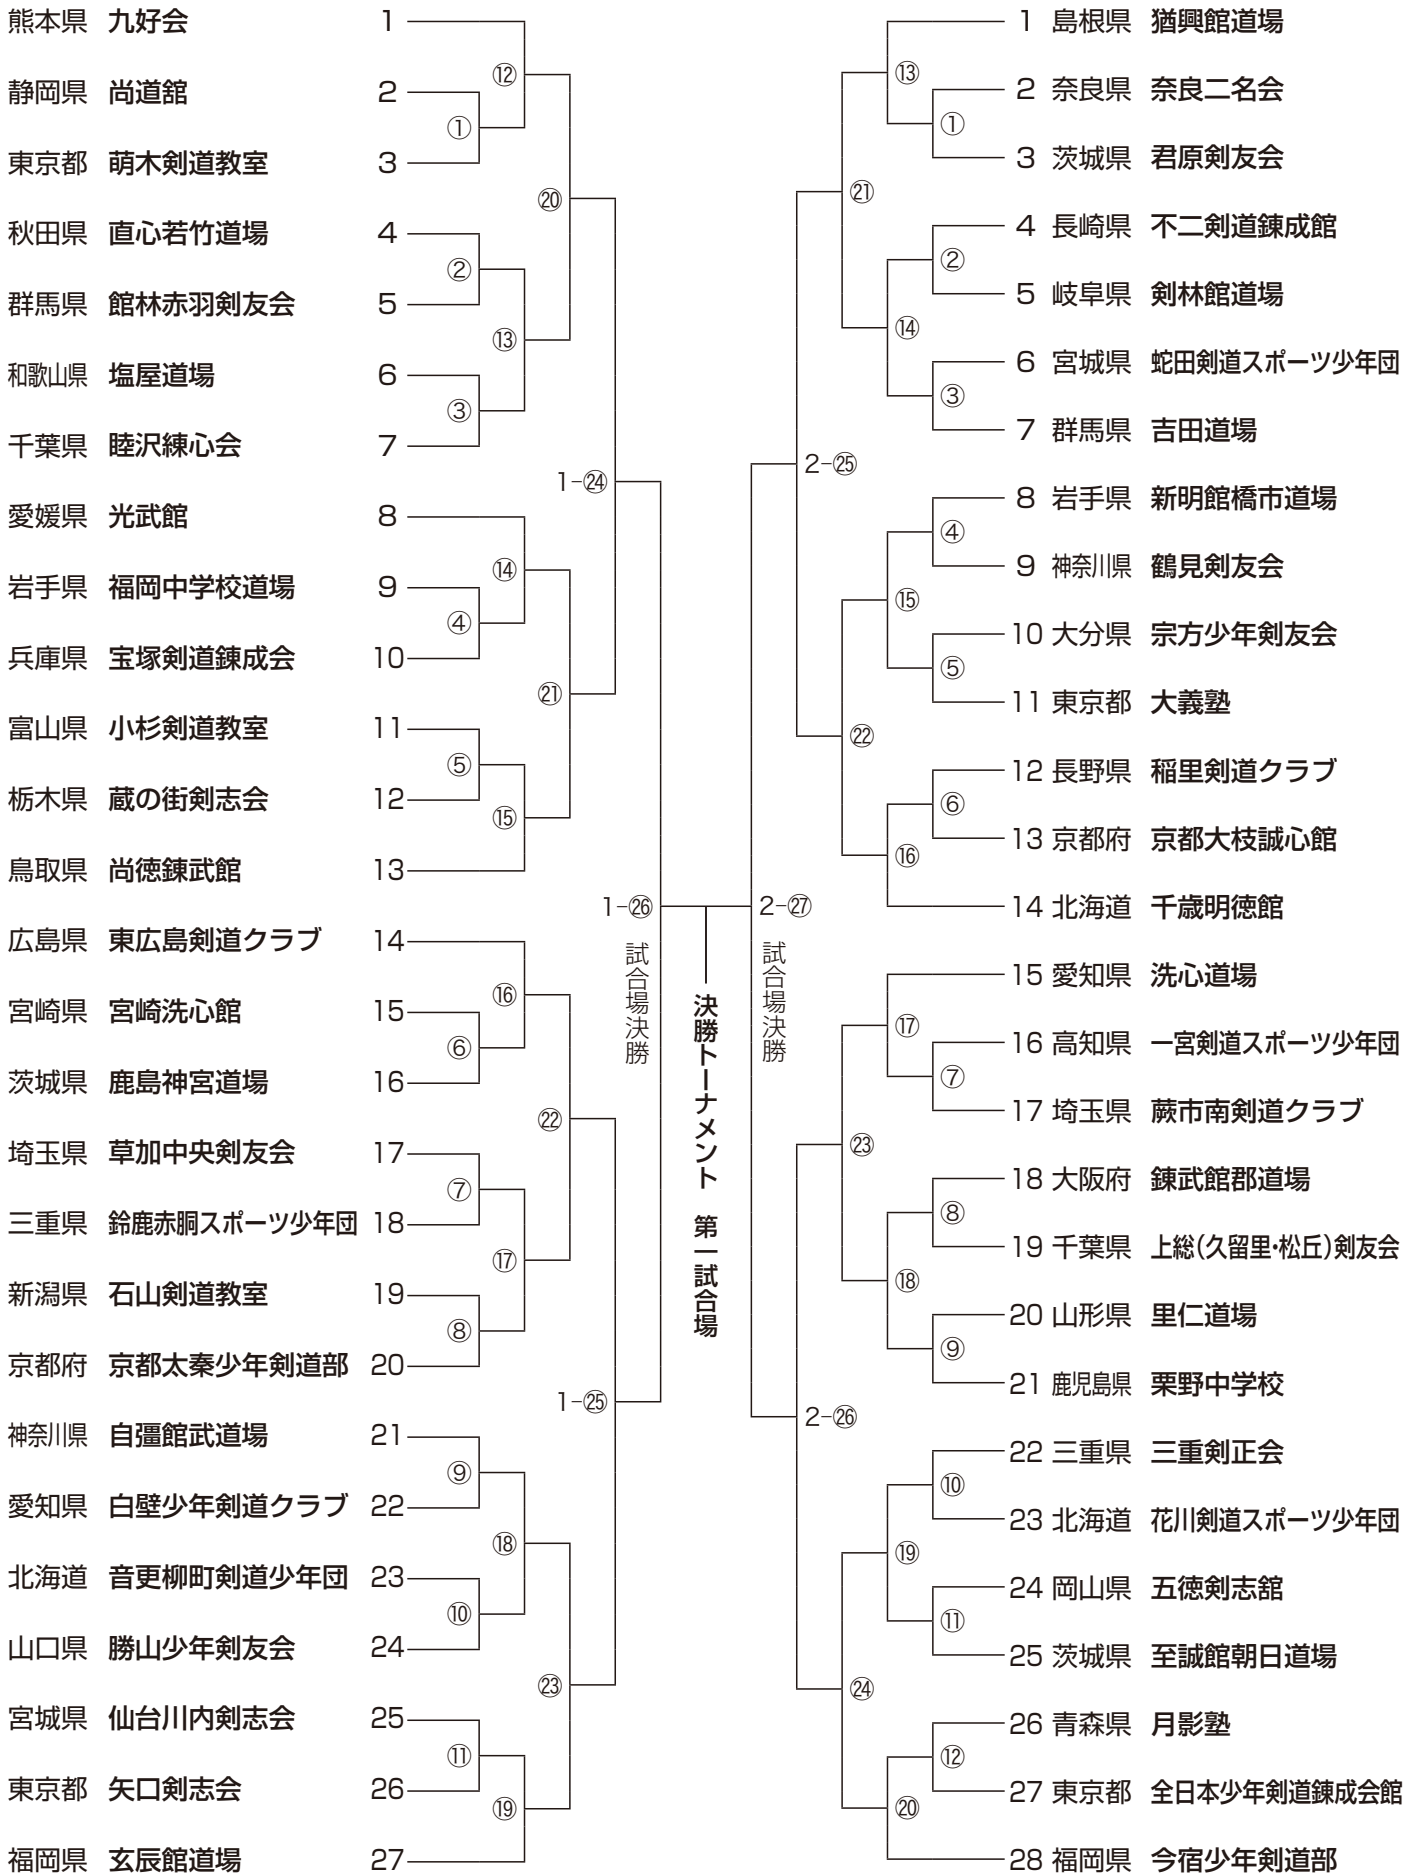 熊本県 九好会 1
静岡県 尚道舘 2
東京都 萌木剣道教室 3
秋田県 直心若竹道場 4
群馬県 館林赤羽剣友会 5
和歌山県 塩屋道場 6
千葉県 睦沢練心会 7
愛媛県 光武館 8
岩手県 福岡中学校道場 9
兵庫県 宝塚剣道錬成会 10
富山県 小杉剣道教室 11
栃木県 蔵の街剣志会 12
鳥取県 尚徳錬武館 13
広島県 東広島剣道クラブ 14
宮崎県 宮崎洗心館 15
茨城県 鹿島神宮道場 16
埼玉県 草加中央剣友会 17
三重県 鈴鹿赤胴スポーツ少年団 18
新潟県 石山剣道教室 19
京都府 京都太秦少年剣道部 20
神奈川県 自彊館武道場 21
愛知県 白壁少年剣道クラブ 22
北海道 音更柳町剣道少年団 23
山口県 勝山少年剣友会 24
宮城県 仙台川内剣志会 25
東京都 矢口剣志会 26
福岡県 玄辰館道場 27
①
②
③
④
⑤
⑥
⑦
⑧
⑨
⑩
⑪
⑫
⑬
⑭
⑮
⑯
⑰
⑱
⑲
⑳
㉑
㉒
㉓
1-㉔
1-㉕
1-㉖
試合場決勝
決勝トーナメント 第一試合場
2-㉗
試合場決勝
2-㉕
2-㉖
㉑
㉒
㉓
㉔
⑬
⑭
⑮
⑯
⑰
⑱
⑲
⑳
①
②
③
④
⑤
⑥
⑦
⑧
⑨
⑩
⑪
⑫
1 島根県 猶興館道場
2 奈良県 奈良二名会
3 茨城県 君原剣友会
4 長崎県 不二剣道錬成館
5 岐阜県 剣林館道場
6 宮城県 蛇田剣道スポーツ少年団
7 群馬県 吉田道場
8 岩手県 新明館橋市道場
9 神奈川県 鶴見剣友会
10 大分県 宗方少年剣友会
11 東京都 大義塾
12 長野県 稲里剣道クラブ
13 京都府 京都大枝誠心館
14 北海道 千歳明徳館
15 愛知県 洗心道場
16 高知県 一宮剣道スポーツ少年団
17 埼玉県 蕨市南剣道クラブ
18 大阪府 錬武館郡道場
19 千葉県 上総(久留里・松丘)剣友会
20 山形県 里仁道場
21 鹿児島県 栗野中学校
22 三重県 三重剣正会
23 北海道 花川剣道スポーツ少年団
24 岡山県 五徳剣志舘
25 茨城県 至誠館朝日道場
26 青森県 月影塾
27 東京都 全日本少年剣道錬成会館
28 福岡県 今宿少年剣道部